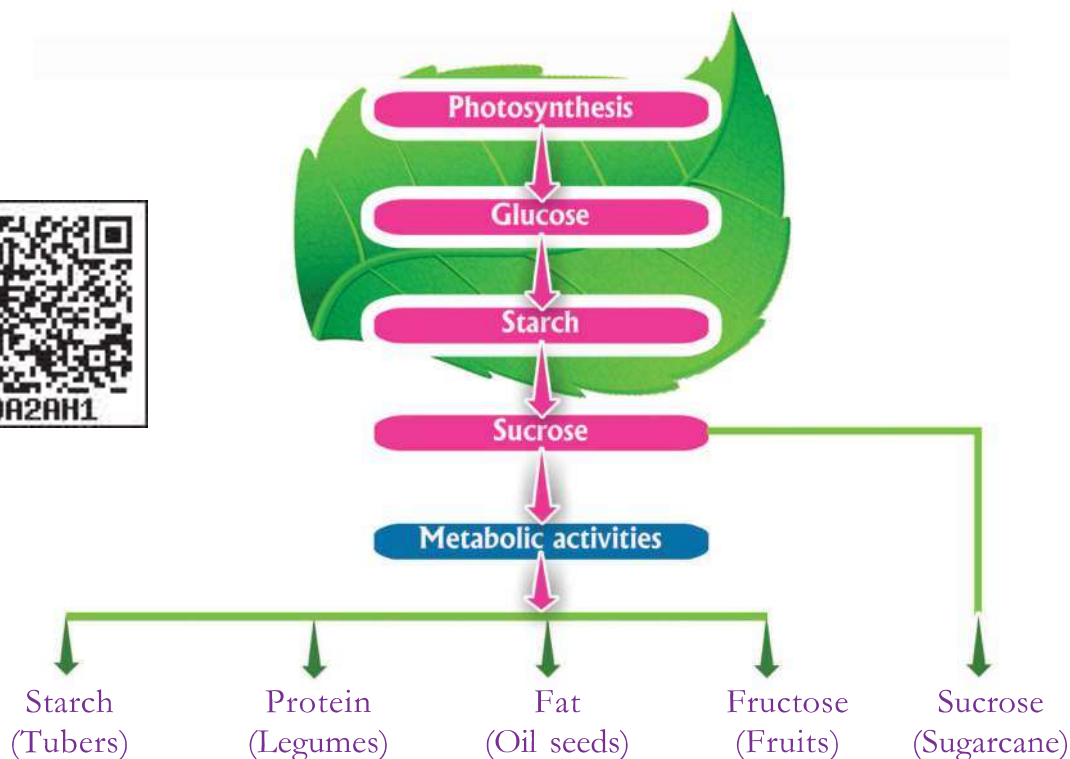 Photosynthesis
Glucose
Starch
Sucrose
Metabolic activities
Starch
(Tubers)
Protein
(Legumes)
Fat
(Oil seeds)
Fructose
(Fruits)
Sucrose
(Sugarcane)